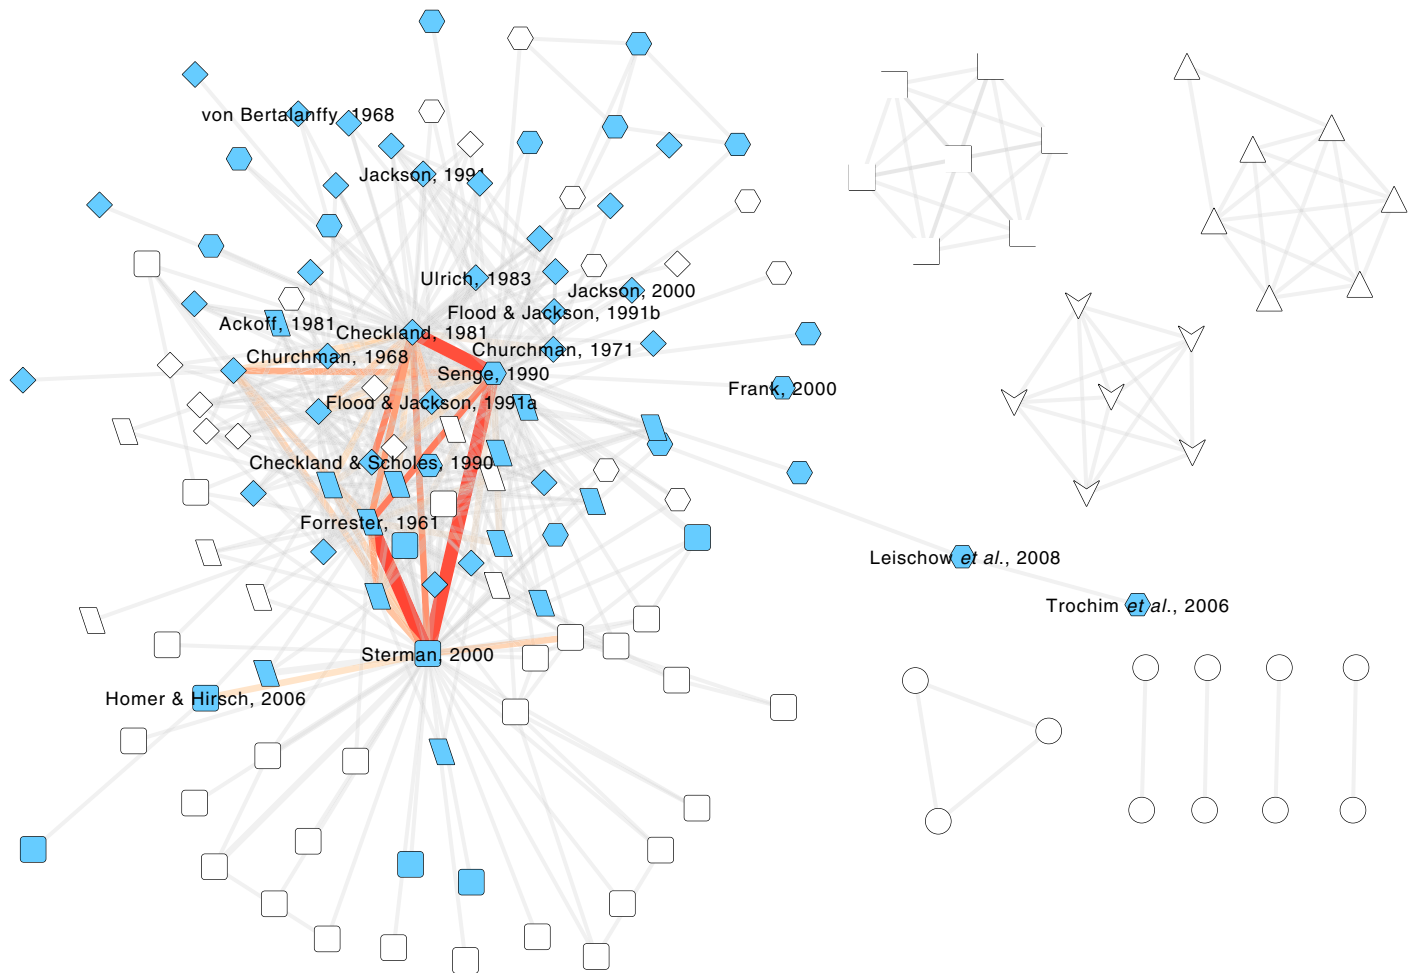 von Bertalanffy, 1968
Jackson, 1991
Ulrich, 1983
Jackson, 2000
Flood & Jackson, 1991b
Ackoff, 1981
Checkland, 1981
Churchman, 1971
Churchman, 1968
Senge, 1990
Frank, 2000
Flood & Jackson, 1991a
Checkland & Scholes, 1990
Forrester, 1961
Leischow et al., 2008
Trochim et al., 2006
Sterman, 2000
Homer & Hirsch, 2006